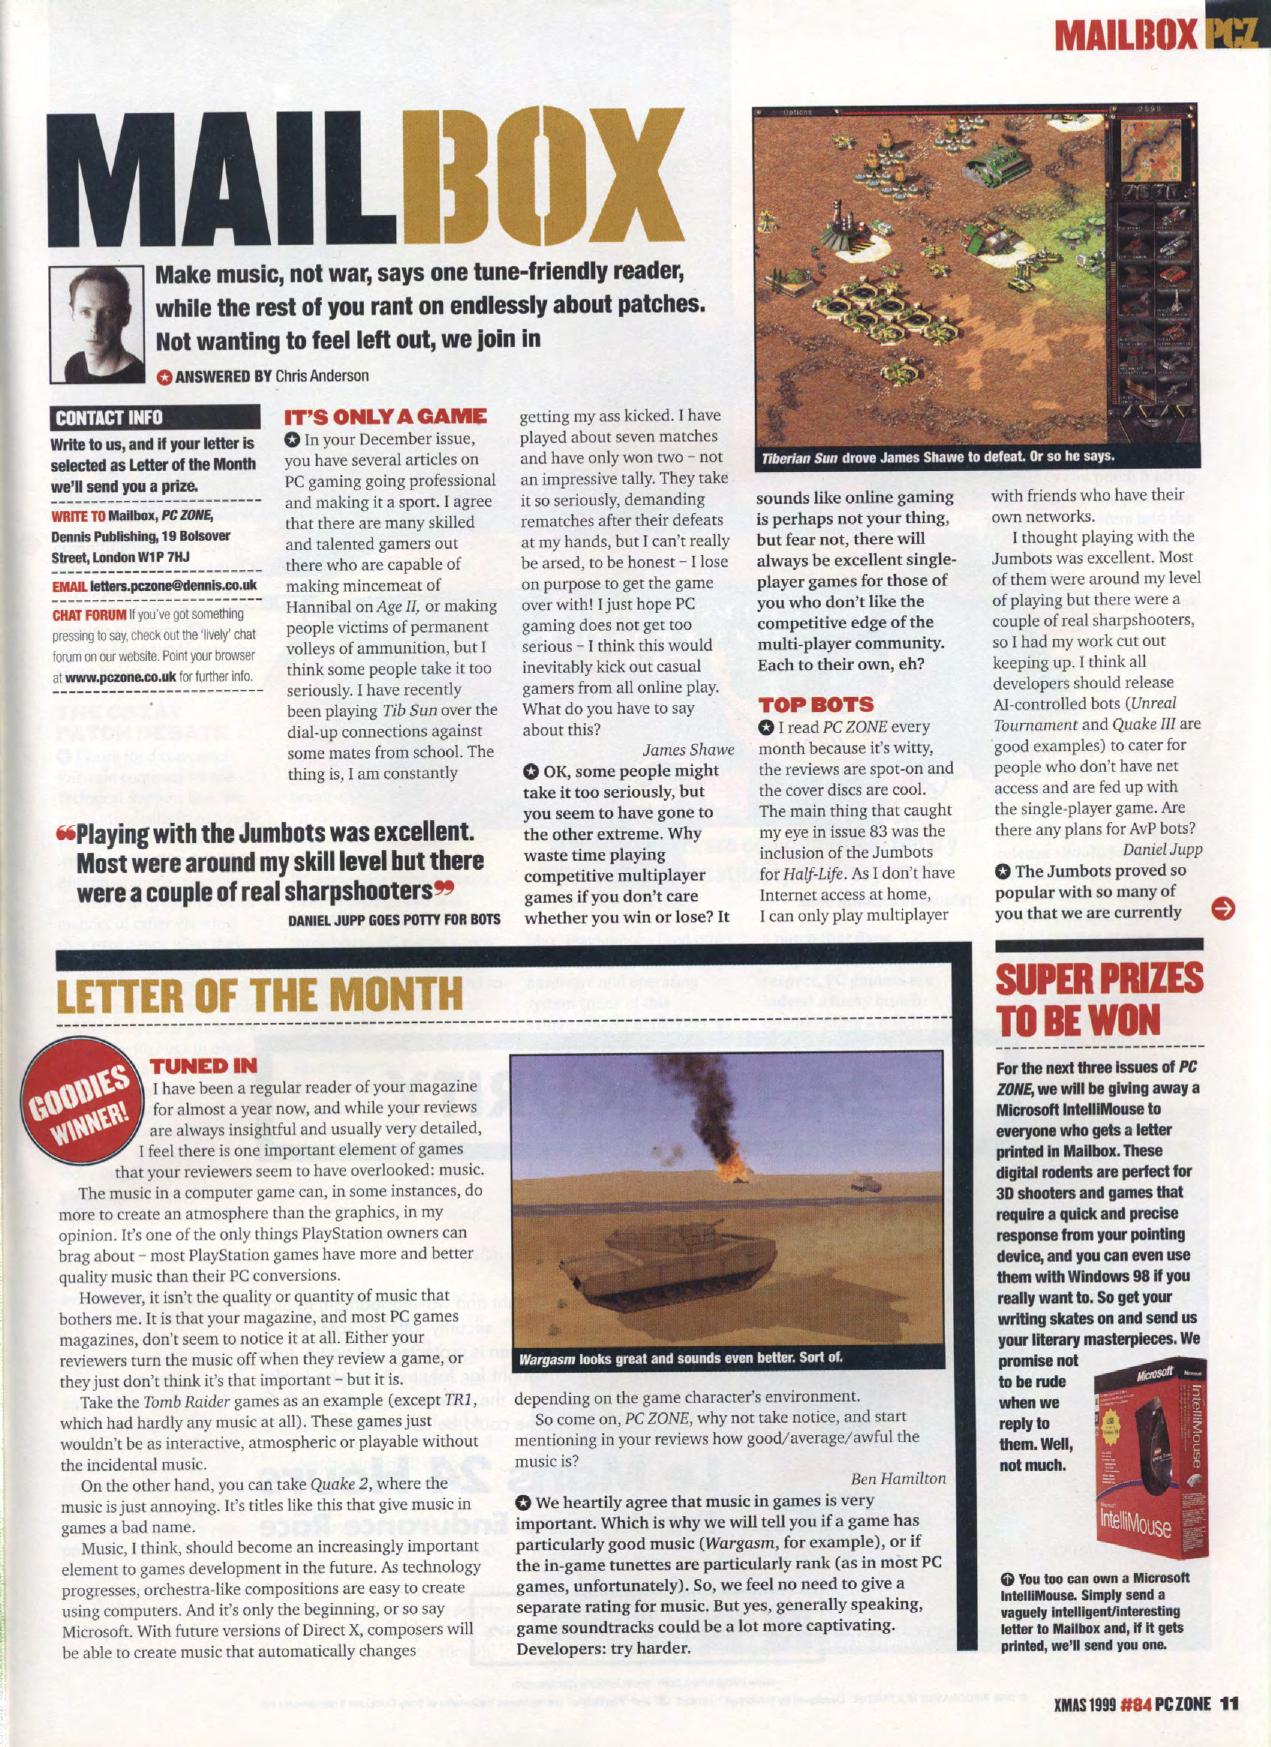 MAILBOX PCZ
MAILBOX
Make music, not war, says one tune-friendly reader,
while the rest of you rant on endlessly about patches.
Not wanting to feel left out, we join in
ANSWERED BY Chris Anderson
CONTACT INFO
Write to us, and if your letter is
selected as Letter of the Month
we'll send you a prize.
WRITE TO Mailbox, PC ZONE,
Dennis Publishing, 19 Bolsover
Street, London W1P 7HJ
EMAIL letters.pczone@dennis.co.uk
CHAT FORUM If you've got something
pressing to say, check out the 'lively' chat
forum on our website. Point your browser
at www.pczone.co.uk for further info.
IT'S ONLY A GAME
In your December issue,
you have several articles on
PC gaming going professional
and making it a sport. I agree
that there are many skilled
and talented gamers out
there who are capable of
making mincemeat of
Hannibal on Age II, or making
people victims of permanent
volleys of ammunition, but I
think some people take it too
seriously. I have recently
been playing Tib Sun over the
dial-up connections against
some mates from school. The
thing is, I am constantly
getting my ass kicked. I have
played about seven matches
and have only won two – not
an impressive tally. They take
it so seriously, demanding
rematches after their defeats
at my hands, but I can't really
be arsed, to be honest – I lose
on purpose to get the game
over with! I just hope PC
gaming does not get too
serious – I think this would
inevitably kick out casual
gamers from all online play.
What do you have to say
about this?
James Shawe
OK, some people might
take it too seriously, but
you seem to have gone to
the other extreme. Why
waste time playing
competitive multiplayer
games if you don't care
whether you win or lose? It
Options
Tiberian Sun drove James Shawe to defeat. Or so he says.
sounds like online gaming
is perhaps not your thing,
but fear not, there will
always be excellent single-
player games for those of
you who don't like the
competitive edge of the
multi-player community.
Each to their own, eh?
TOP BOTS
I read PC ZONE every
month because it's witty,
the reviews are spot-on and
the cover discs are cool.
The main thing that caught
my eye in issue 83 was the
inclusion of the Jumbots
for Half-Life. As I don't have
Internet access at home,
I can only play multiplayer
with friends who have their
own networks.
I thought playing with the
Jumbots was excellent. Most
of them were around my level
of playing but there were a
couple of real sharpshooters,
so I had my work cut out
keeping up. I think all
developers should release
AI-controlled bots (Unreal
Tournament and Quake III are
good examples) to cater for
people who don't have net
access and are fed up with
the single-player game. Are
there any plans for AvP bots?
Daniel Jupp
The Jumbots proved so
popular with so many of
you that we are currently
“Playing with the Jumbots was excellent.
Most were around my skill level but there
were a couple of real sharpshooters”
DANIEL JUPP GOES POTTY FOR BOTS
LETTER OF THE MONTH
GOODIES
WINNER!
TUNED IN
I have been a regular reader of your magazine
for almost a year now, and while your reviews
are always insightful and usually very detailed,
I feel there is one important element of games
that your reviewers seem to have overlooked: music.
The music in a computer game can, in some instances, do
more to create an atmosphere than the graphics, in my
opinion. It's one of the only things PlayStation owners can
brag about – most PlayStation games have more and better
quality music than their PC conversions.
However, it isn't the quality or quantity of music that
bothers me. It is that your magazine, and most PC games
magazines, don't seem to notice it at all. Either your
reviewers turn the music off when they review a game, or
they just don't think it's that important – but it is.
Take the Tomb Raider games as an example (except TR1,
which had hardly any music at all). These games just
wouldn't be as interactive, atmospheric or playable without
the incidental music.
On the other hand, you can take Quake 2, where the
music is just annoying. It's titles like this that give music in
games a bad name.
Music, I think, should become an increasingly important
element to games development in the future. As technology
progresses, orchestra-like compositions are easy to create
using computers. And it's only the beginning, or so say
Microsoft. With future versions of Direct X, composers will
be able to create music that automatically changes
Wargasm looks great and sounds even better. Sort of.
depending on the game character's environment.
So come on, PC ZONE, why not take notice, and start
mentioning in your reviews how good/average/awful the
music is?
Ben Hamilton
We heartily agree that music in games is very
important. Which is why we will tell you if a game has
particularly good music (Wargasm, for example), or if
the in-game tunettes are particularly rank (as in most PC
games, unfortunately). So, we feel no need to give a
separate rating for music. But yes, generally speaking,
game soundtracks could be a lot more captivating.
Developers: try harder.
SUPER PRIZES
TO BE WON
For the next three issues of PC
ZONE, we will be giving away a
Microsoft IntelliMouse to
everyone who gets a letter
printed in Mailbox. These
digital rodents are perfect for
3D shooters and games that
require a quick and precise
response from your pointing
device, and you can even use
them with Windows 98 if you
really want to. So get your
writing skates on and send us
your literary masterpieces. We
promise not
to be rude
when we
reply to
them. Well,
not much.
Microsoft
IntelliMouse
IntelliMouse
You too can own a Microsoft
IntelliMouse. Simply send a
vaguely intelligent/interesting
letter to Mailbox and, if it gets
printed, we'll send you one.
XMAS 1999 #84 PC ZONE 11